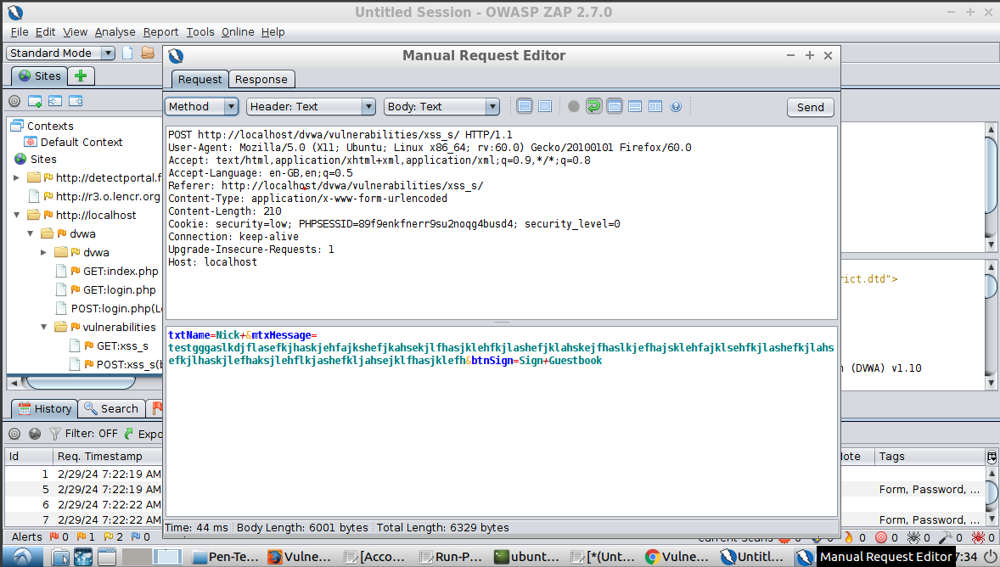 Untitled Session - OWASP ZAP 2.7.0
File Edit View Analyse Report Tools Online Help
Standard Mode
Manual Request Editor
Sites
Request Response
Method Header: Text Body: Text Send
Contexts
Default Context
Sites
http://detectportal.f
http://r3.o.lencr.org
http://localhost
dvwa
dvwa
GET:index.php
GET:login.php
POST:login.php(L
vulnerabilities
GET:xss_s
POST:xss_s(b
POST http://localhost/dvwa/vulnerabilities/xss_s/ HTTP/1.1
User-Agent: Mozilla/5.0 (X11; Ubuntu; Linux x86_64; rv:60.0) Gecko/20100101 Firefox/60.0
Accept: text/html,application/xhtml+xml,application/xml;q=0.9,*/*;q=0.8
Accept-Language: en-GB,en;q=0.5
Referer: http://localhost/dvwa/vulnerabilities/xss_s/
Content-Type: application/x-www-form-urlencoded
Content-Length: 210
Cookie: security=low; PHPSESSID=89f9enkfnerr9su2noqg4busd4; security_level=0
Connection: keep-alive
Upgrade-Insecure-Requests: 1
Host: localhost
rict.dtd">
txtName=Nick+&mtxMessage=
testgggaslkdjflasefkjhaskjehfajkshefjkahsekjlfhasjklehfkjlashefjklahskejfhaslkjefhajsklehfajklsehfkjlashefkjlahs
efkjlhaskjlefhaksjlehflkjashefkljahsejklfhasjklefh&btnSign=Sign+Guestbook
(DVWA) v1.10
History Search
Filter: OFF Expo
Id Req. Timestamp lote Tags
1 2/29/24 7:22:19 AM
5 2/29/24 7:22:19 AM Form, Password, ...
6 2/29/24 7:22:22 AM
7 2/29/24 7:22:22 AM Form, Password, ...
Time: 44 ms Body Length: 6001 bytes Total Length: 6329 bytes
Alerts 0 1 2 0 Current Scans 0 0 0 0 0 0
Pen-Te... Vulne... [Acco... Run-P... ubunt... [*(Unt... Vulne... Untitl... Manual Request Editor 7:34